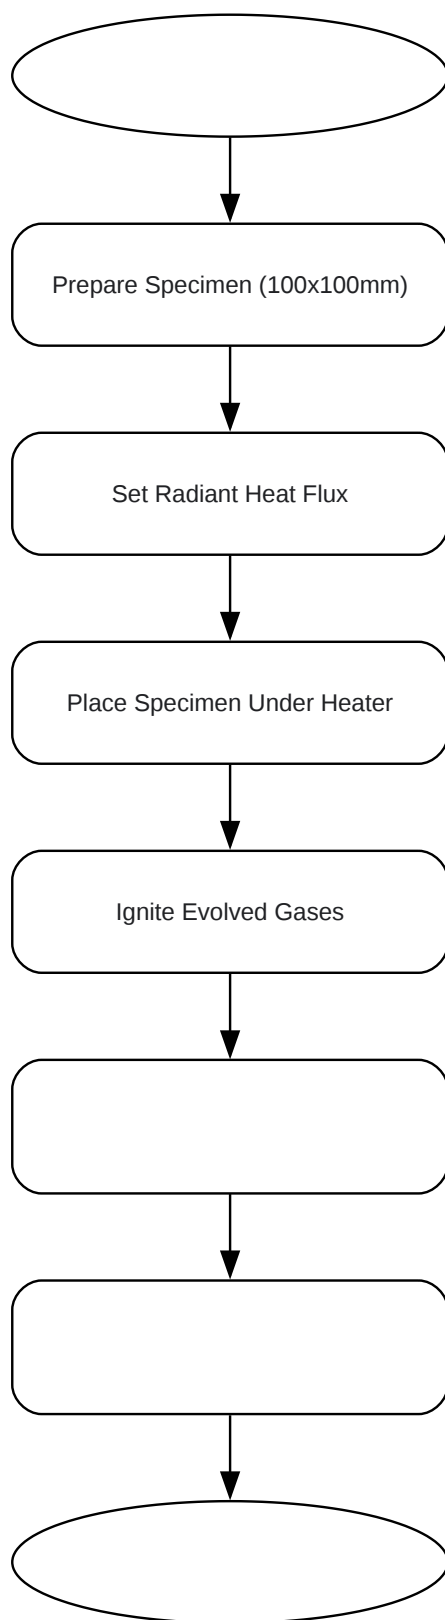 Prepare Specimen (100x100mm)
Set Radiant Heat Flux
Place Specimen Under Heater
Ignite Evolved Gases